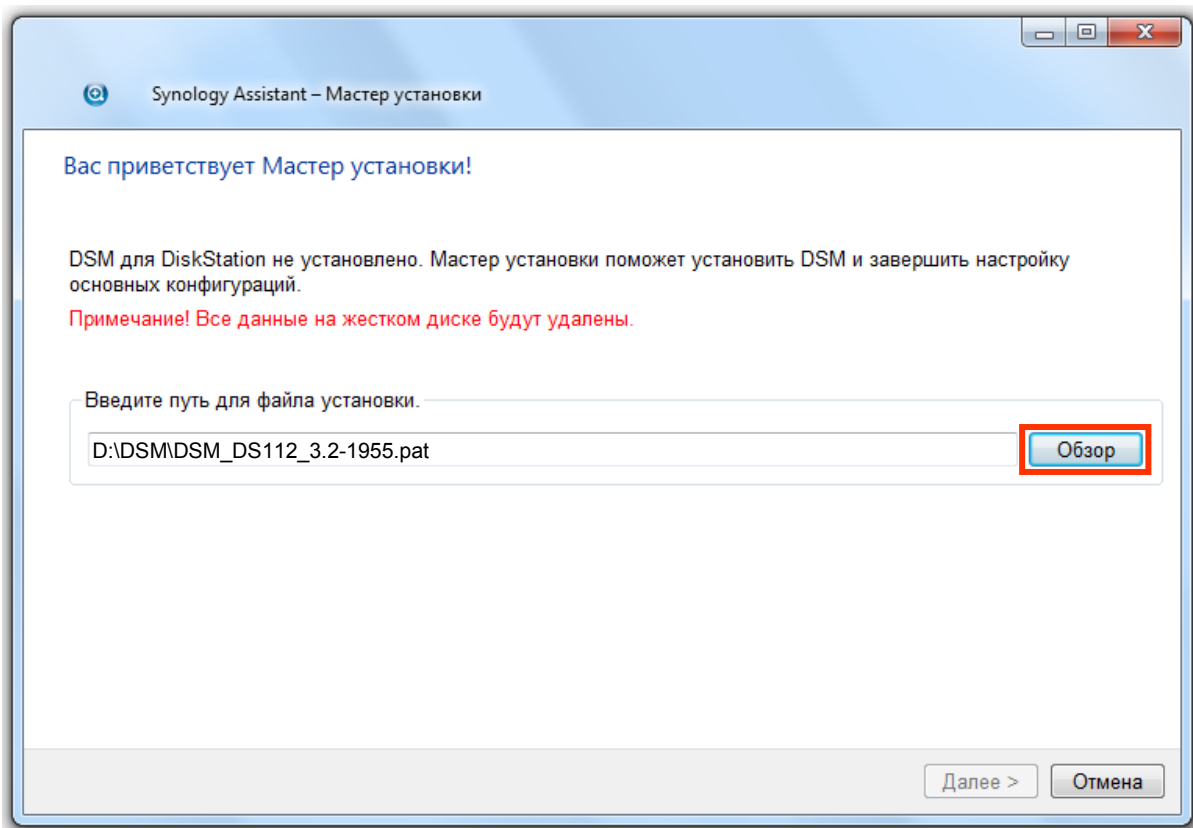 Synology Assistant – Мастер установки
Вас приветствует Мастер установки!
DSM для DiskStation не установлено. Мастер установки поможет установить DSM и завершить настройку
основных конфигураций.
Примечание! Все данные на жестком диске будут удалены.
Введите путь для файла установки.
D:\DSM\DSM_DS112_3.2-1955.pat
Обзор
Далее >
Отмена